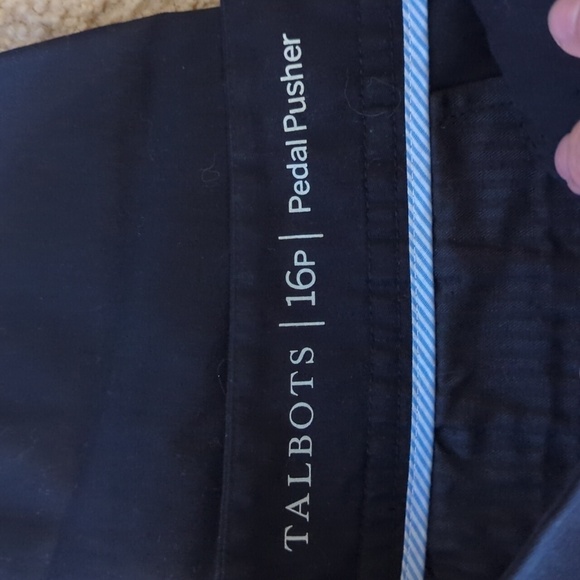 TALBOTS | 16P | Pedal Pusher